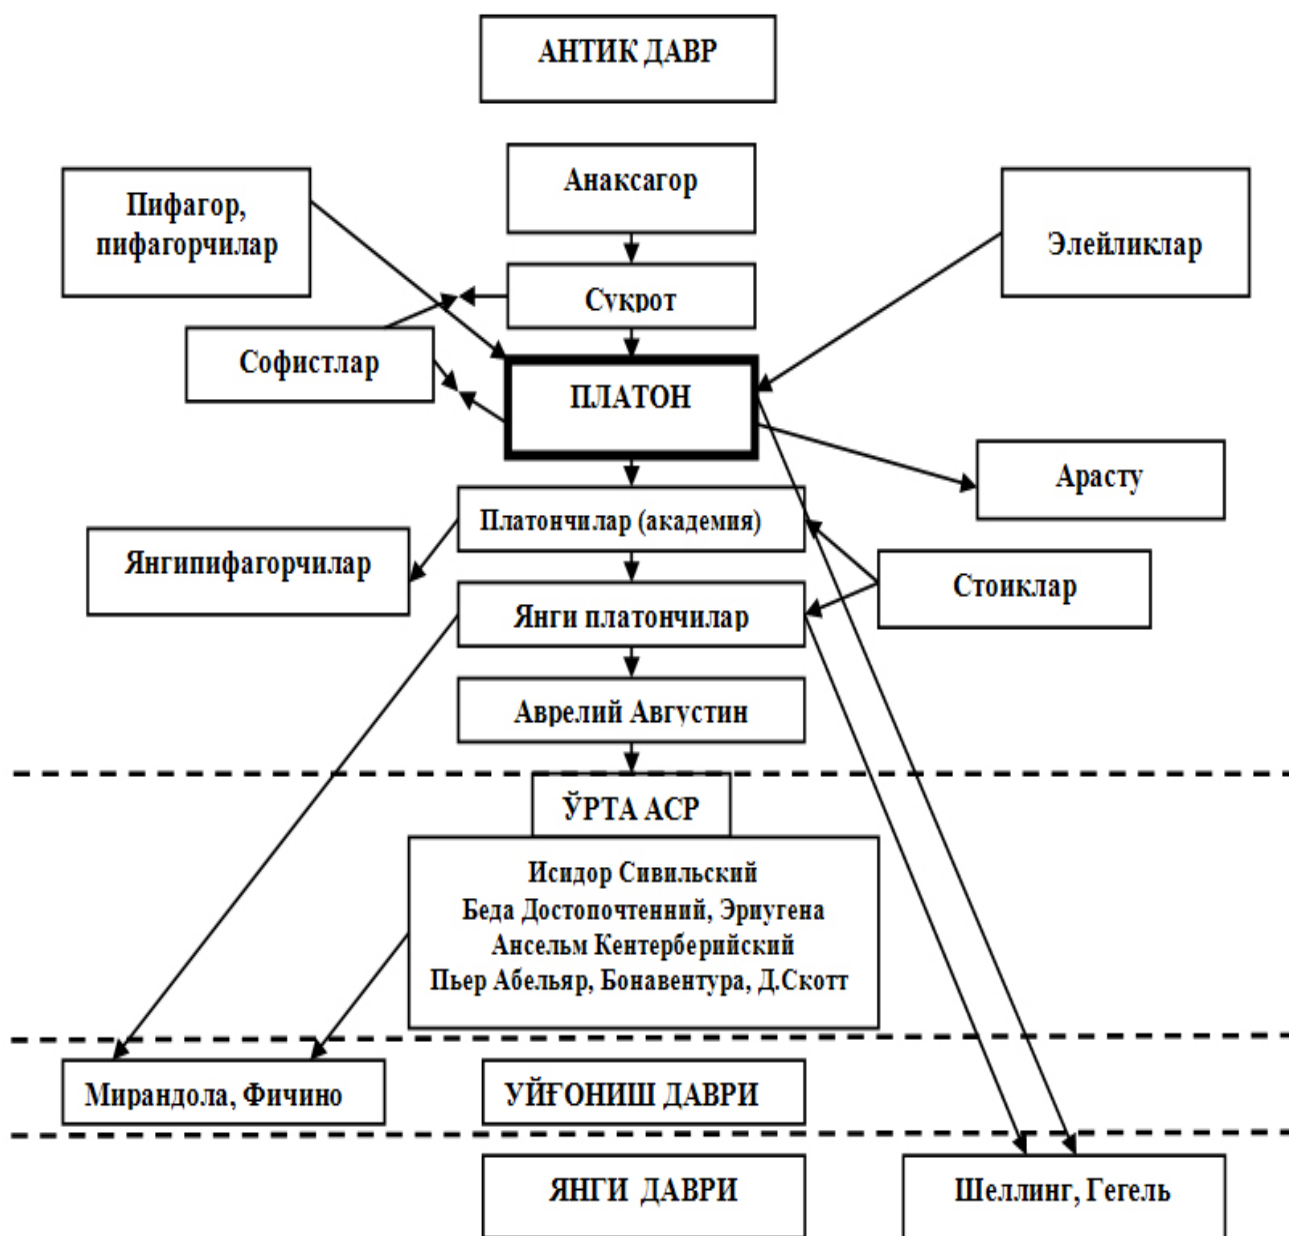 АНТИК ДАВР
Анаксагор
Пифагор,
пифагорчилар
Элейликлар
Суқрот
Софистлар
ПЛАТОН
Арасту
Платончилар (академия)
Янгипифагорчилар
Стоиклар
Янги платончилар
Аврелий Августин
ЎРТА АСР
Исидор Сивильский
Беда Достопочтенний, Эриугена
Ансельм Кентерберийский
Пьер Абельяр, Бонавентура, Д.Скотт
Мирандола, Фичино
УЙҒОНИШ ДАВРИ
ЯНГИ ДАВРИ
Шеллинг, Гегель